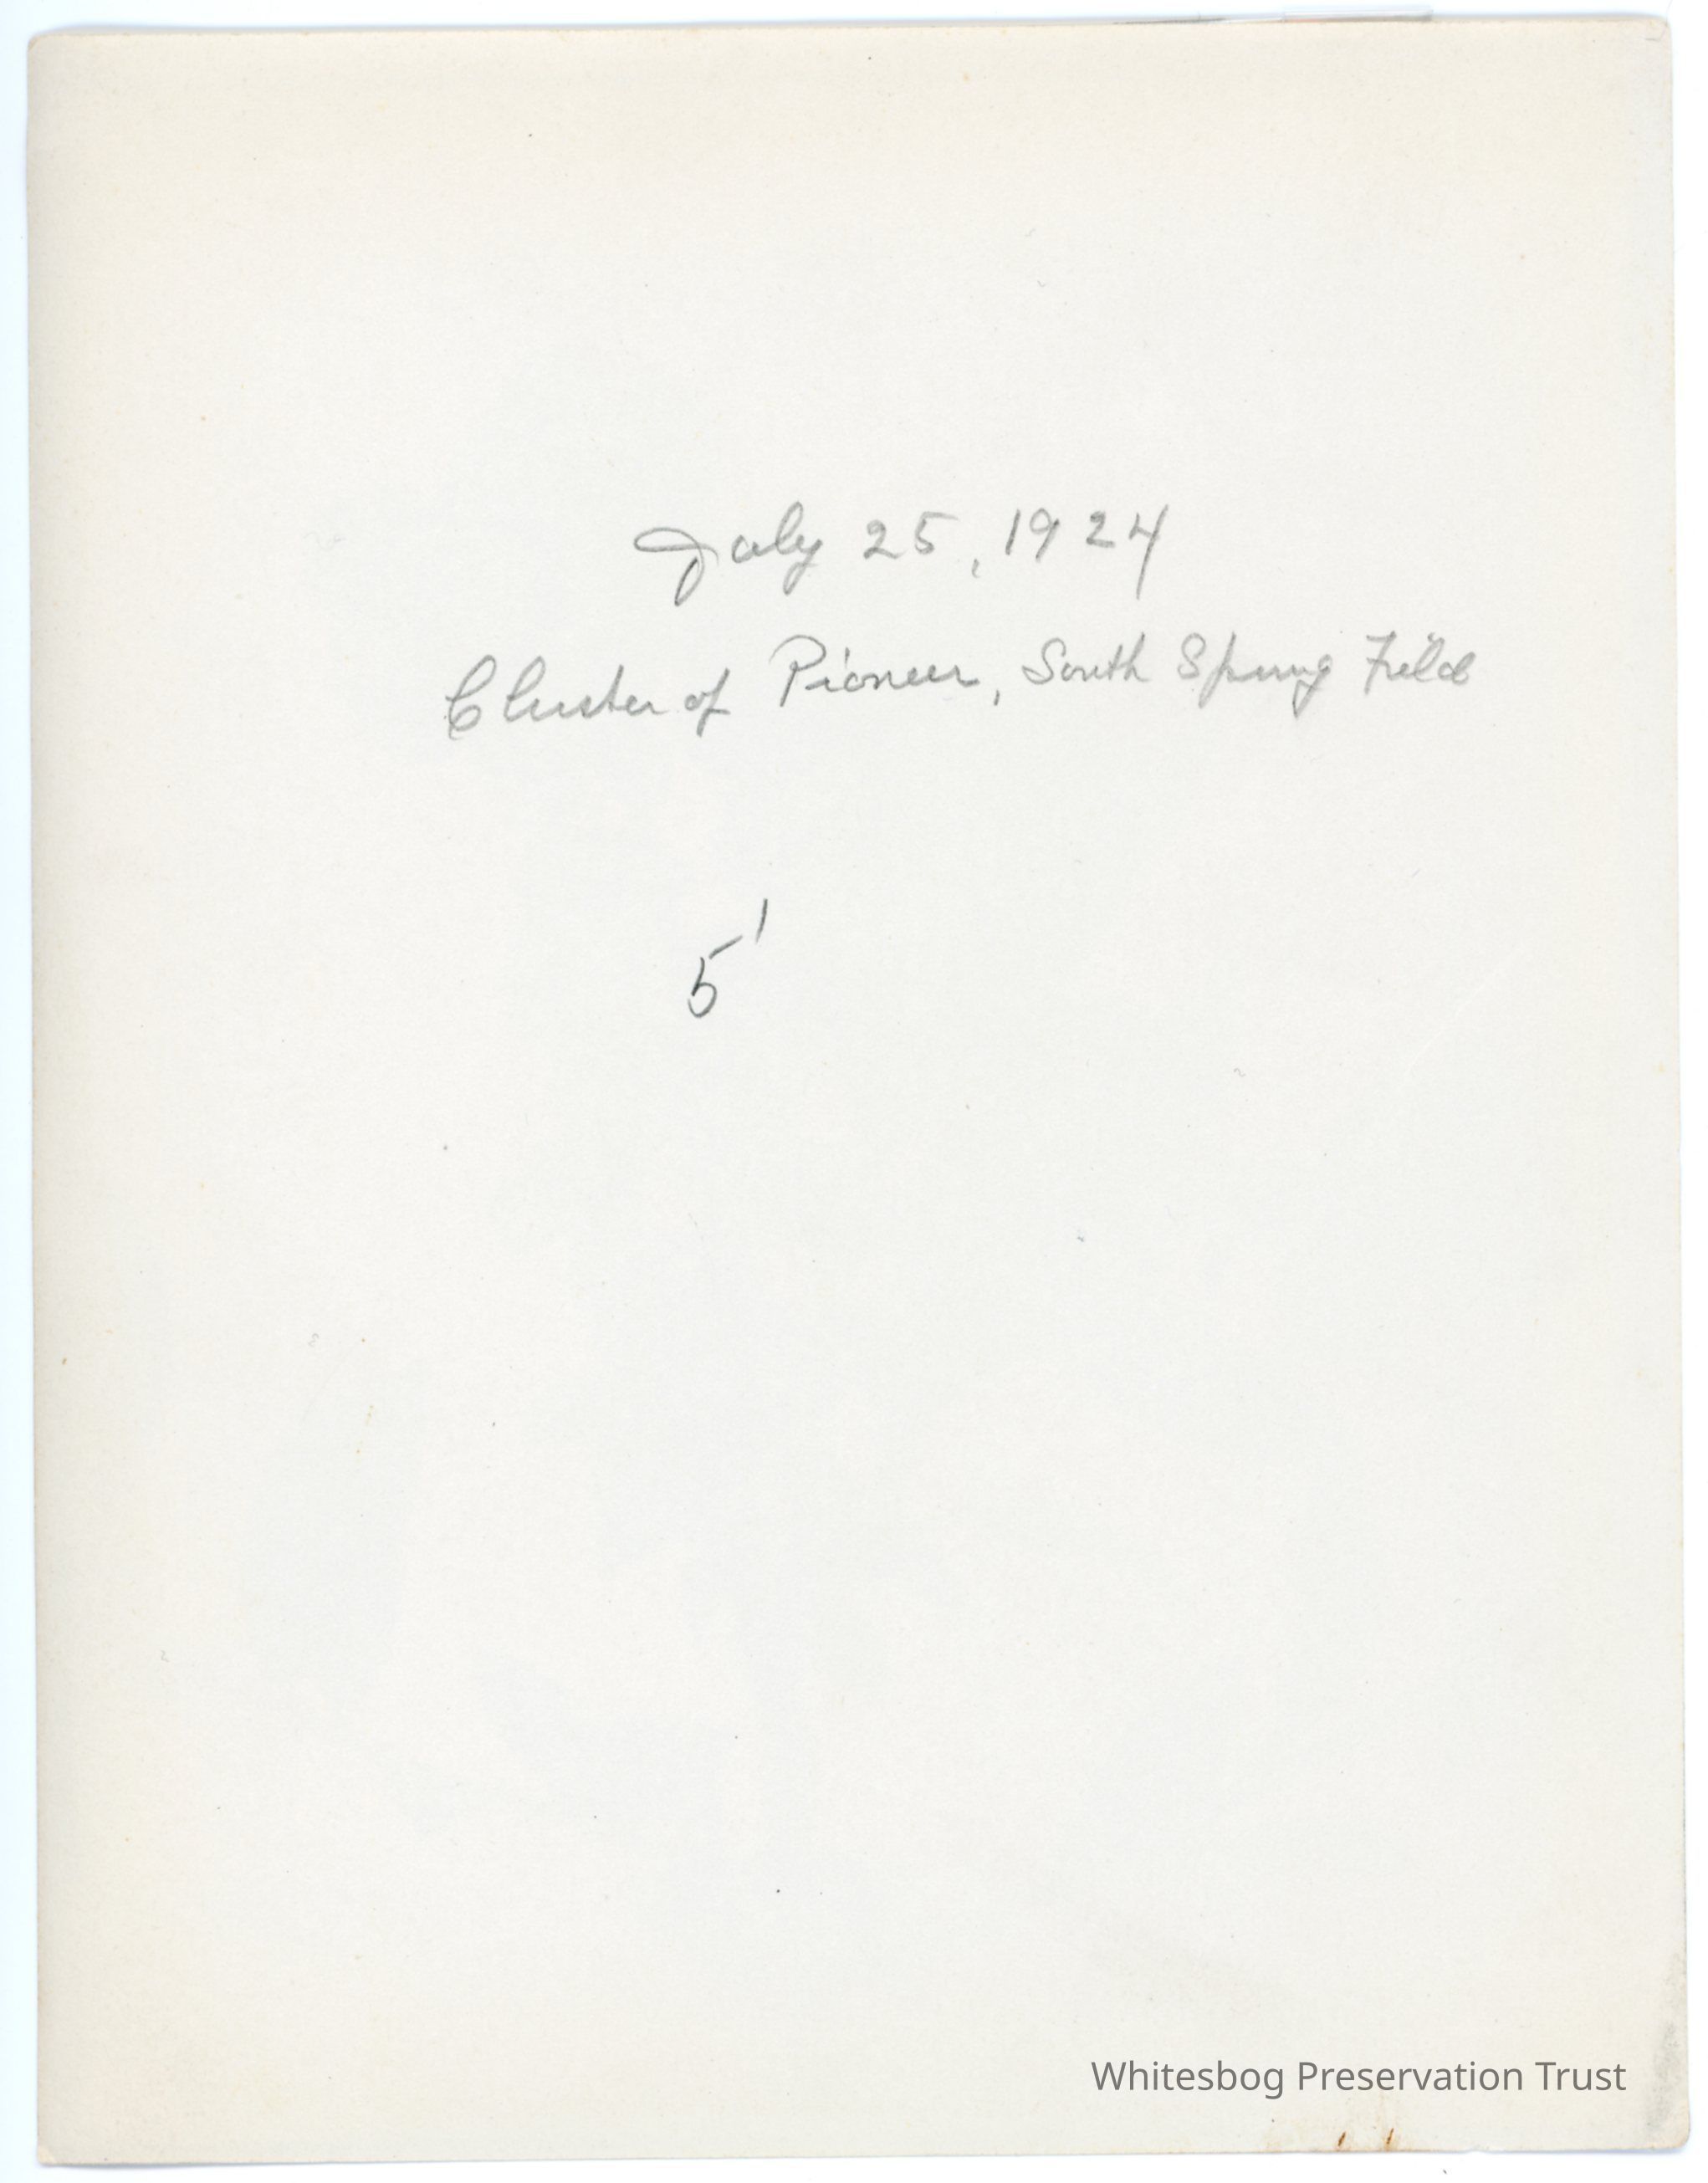 July 25, 1924
Cluster of Pioneer, South Spring Field
5'
Whitesbog Preservation Trust